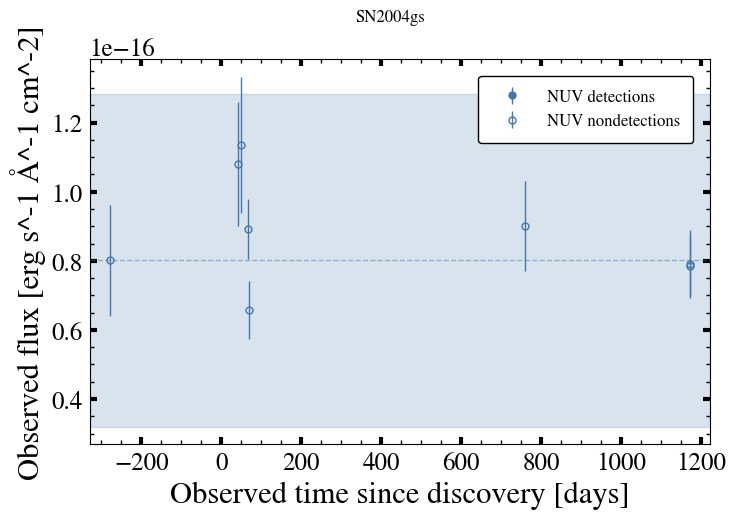 SN2004gs
1e−16
NUV detections
NUV nondetections
1.2
1.0
0.8
0.6
0.4
Observed flux [erg s^-1 Å^-1 cm^-2]
−200 0 200 400 600 800 1000 1200
Observed time since discovery [days]